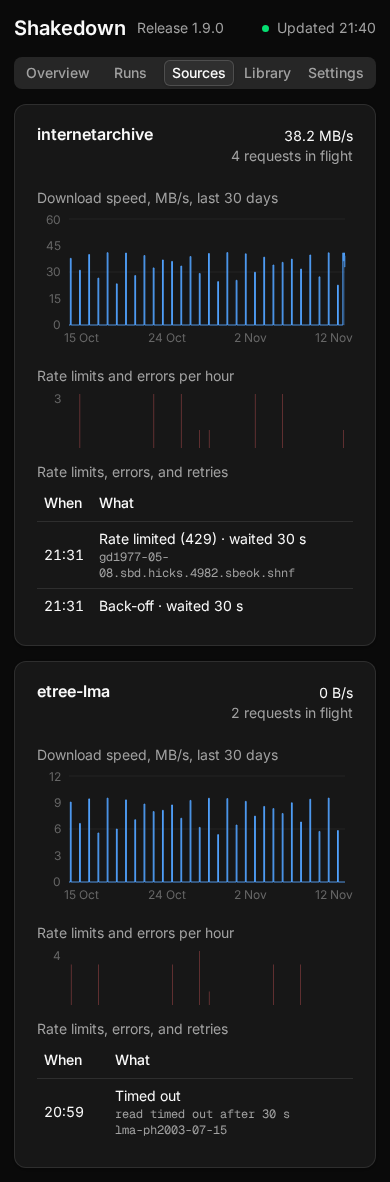 Shakedown Release 1.9.0 Updated 21:40
Overview Runs Sources Library Settings
internetarchive 38.2 MB/s
4 requests in flight
Download speed, MB/s, last 30 days
60
45
30
15
0
15 Oct 24 Oct 2 Nov 12 Nov
Rate limits and errors per hour
3
Rate limits, errors, and retries
When What
21:31 Rate limited (429) · waited 30 s
gd1977-05-
08.sbd.hicks.4982.sbeok.shnf
21:31 Back-off · waited 30 s
etree-lma 0 B/s
2 requests in flight
Download speed, MB/s, last 30 days
12
9
6
3
0
15 Oct 24 Oct 2 Nov 12 Nov
Rate limits and errors per hour
4
Rate limits, errors, and retries
When What
20:59 Timed out
read timed out after 30 s
lma-ph2003-07-15